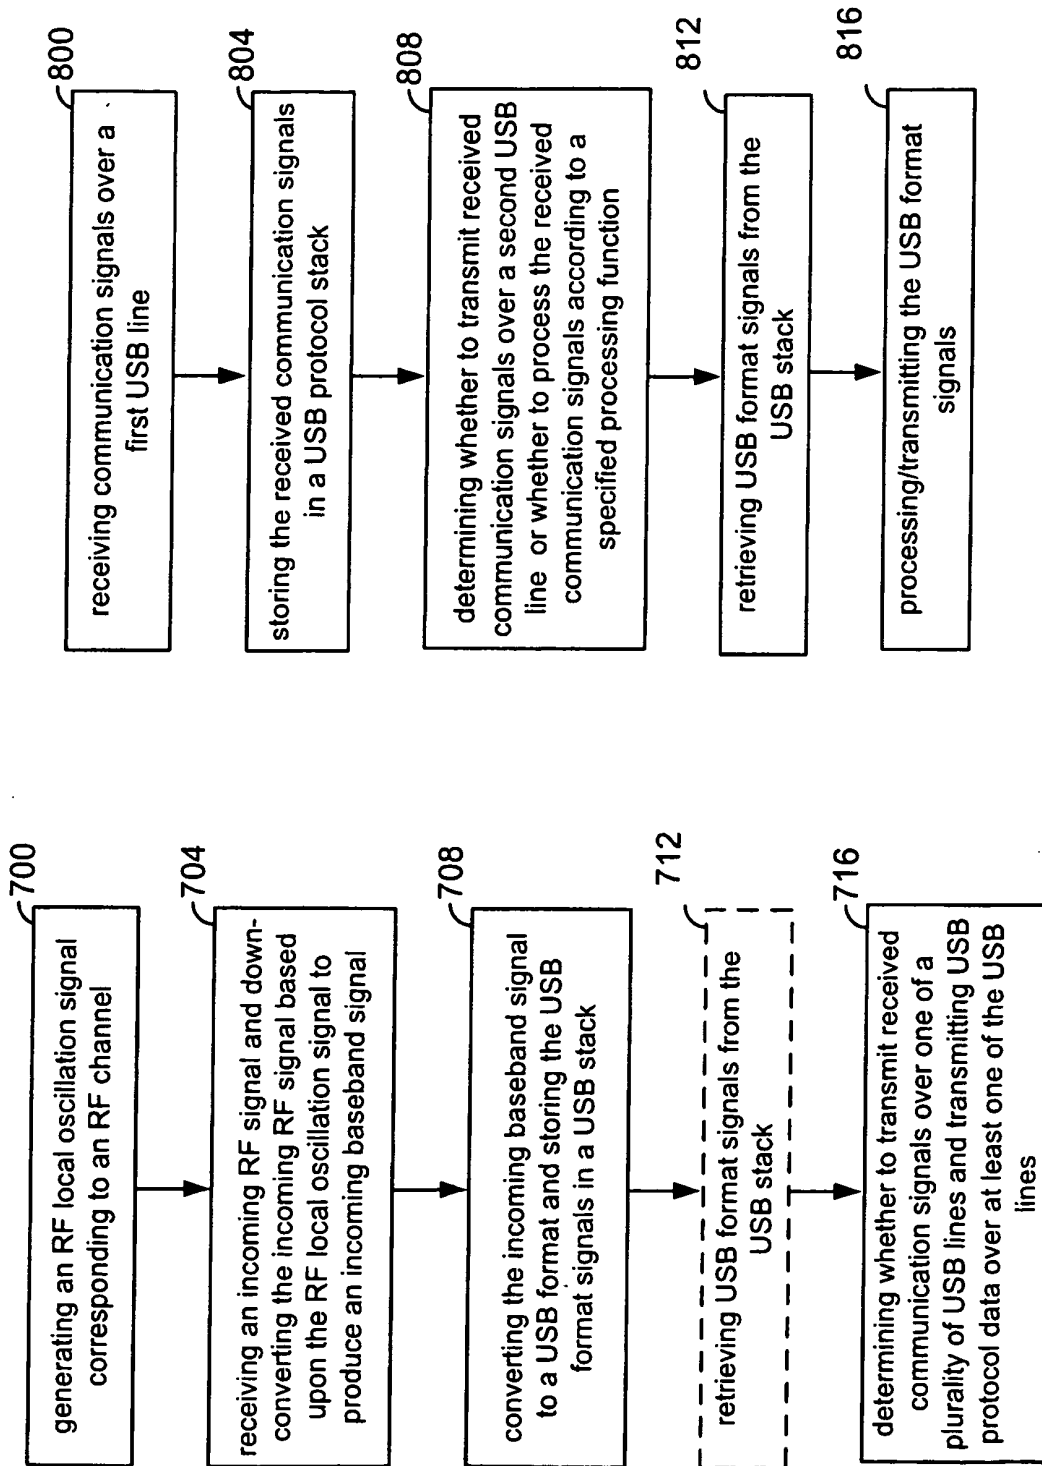 700
generating an RF local oscillation signal
corresponding to an RF channel
704
receiving an incoming RF signal and down-
converting the incoming RF signal based
upon the RF local oscillation signal to
produce an incoming baseband signal
708
converting the incoming baseband signal
to a USB format and storing the USB
format signals in a USB stack
712
retrieving USB format signals from the
USB stack
716
determining whether to transmit received
communication signals over one of a
plurality of USB lines and transmitting USB
protocol data over at least one of the USB
lines
800
receiving communication signals over a
first USB line
804
storing the received communication signals
in a USB protocol stack
808
determining whether to transmit received
communication signals over a second USB
line or whether to process the received
communication signals according to a
specified processing function
812
retrieving USB format signals from the
USB stack
816
processing/transmitting the USB format
signals